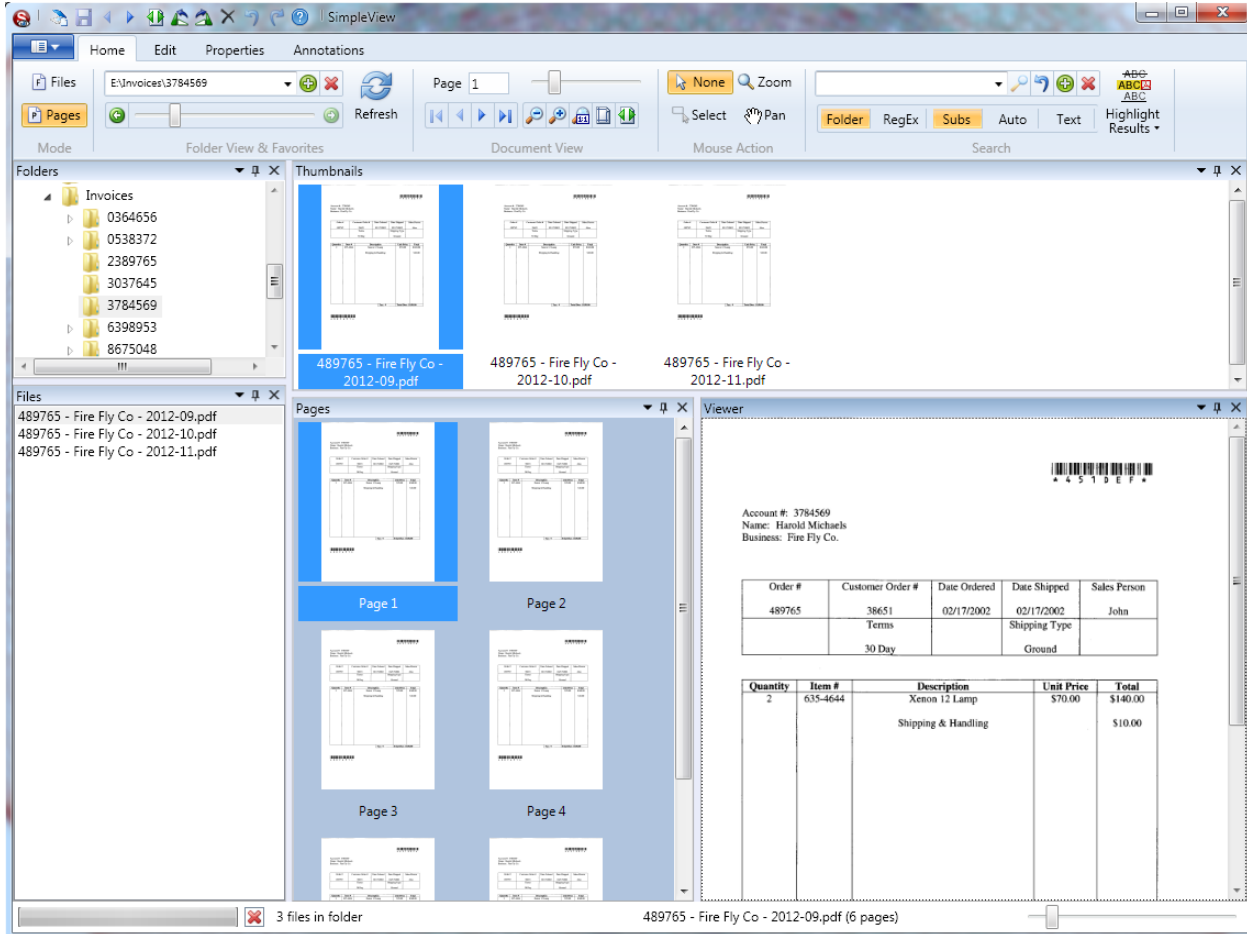 SimpleView
Home Edit Properties Annotations
Files E:\Invoices\3784569 Page 1 None Zoom ABC
ABC
ABC
Pages Refresh Select Pan Folder RegEx Subs Auto Text Highlight
Results
Mode Folder View & Favorites Document View Mouse Action Search
Folders
Invoices
0364656
0538372
2389765
3037645
3784569
6398953
8675048
Files
489765 - Fire Fly Co - 2012-09.pdf
489765 - Fire Fly Co - 2012-10.pdf
489765 - Fire Fly Co - 2012-11.pdf
Thumbnails
489765 - Fire Fly Co -
2012-09.pdf
489765 - Fire Fly Co -
2012-10.pdf
489765 - Fire Fly Co -
2012-11.pdf
Pages
Page 1 Page 2
Page 3 Page 4
Viewer
* 4 5 1 D E F *
Account #: 3784569
Name: Harold Michaels
Business: Fire Fly Co.
Order # Customer Order # Date Ordered Date Shipped Sales Person
489765 38651 02/17/2002 02/17/2002 John
Terms Shipping Type
30 Day Ground
Quantity Item # Description Unit Price Total
2 635-4644 Xenon 12 Lamp $70.00 $140.00
Shipping & Handling $10.00
3 files in folder 489765 - Fire Fly Co - 2012-09.pdf (6 pages)